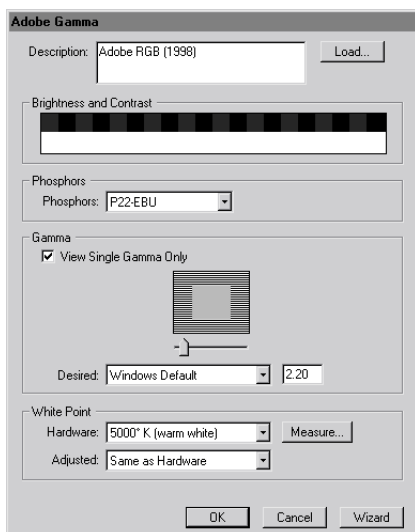 Adobe Gamma
Description: Adobe RGB (1998) Load...
Brightness and Contrast
Phosphors
Phosphors: P22-EBU
Gamma
View Single Gamma Only
Desired: Windows Default 2.20
White Point
Hardware: 5000° K (warm white) Measure...
Adjusted: Same as Hardware
OK Cancel Wizard